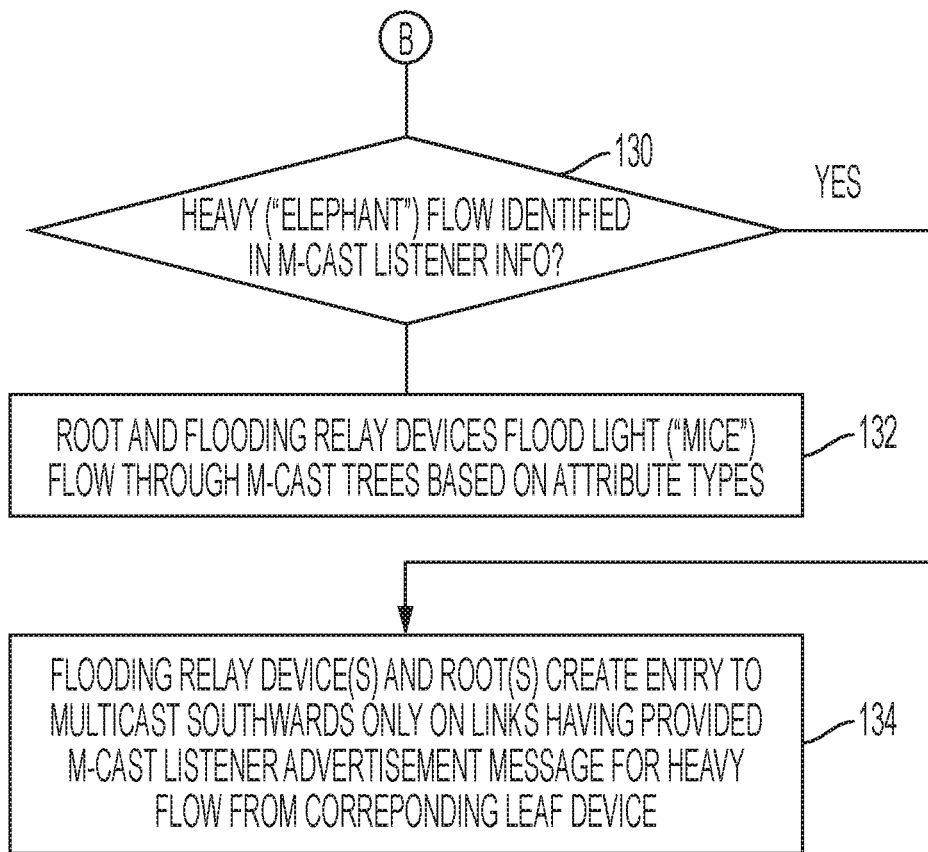 B
130
YES
HEAVY ("ELEPHANT") FLOW IDENTIFIED
IN M-CAST LISTENER INFO?
ROOT AND FLOODING RELAY DEVICES FLOOD LIGHT ("MICE")
FLOW THROUGH M-CAST TREES BASED ON ATTRIBUTE TYPES
132
FLOODING RELAY DEVICE(S) AND ROOT(S) CREATE ENTRY TO
MULTICAST SOUTHWARDS ONLY ON LINKS HAVING PROVIDED
M-CAST LISTENER ADVERTISEMENT MESSAGE FOR HEAVY
FLOW FROM CORREPONDING LEAF DEVICE
134